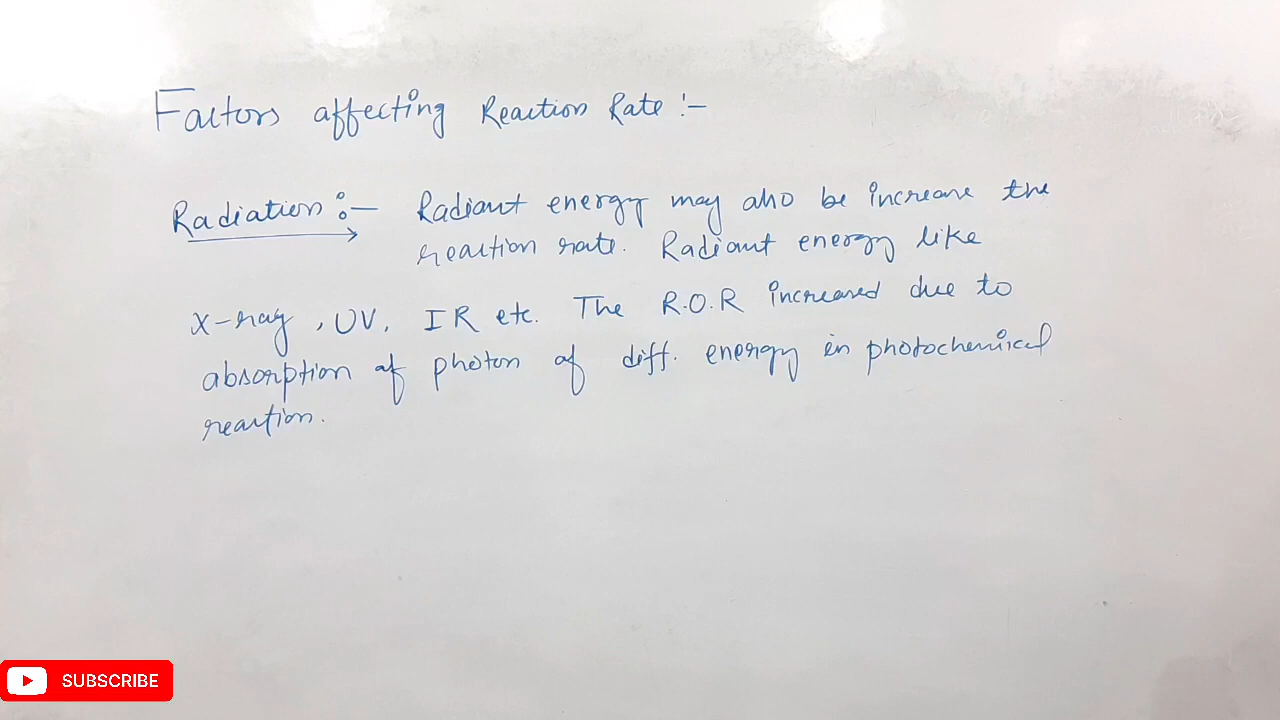 Factors affecting Reaction Rate :-
Radiation :- Radiant energy may also be increase the
reaction rate. Radiant energy like
X-ray, UV, IR etc. The R.O.R increased due to
absorption of photon of diff. energy in photochemical
reaction.
SUBSCRIBE